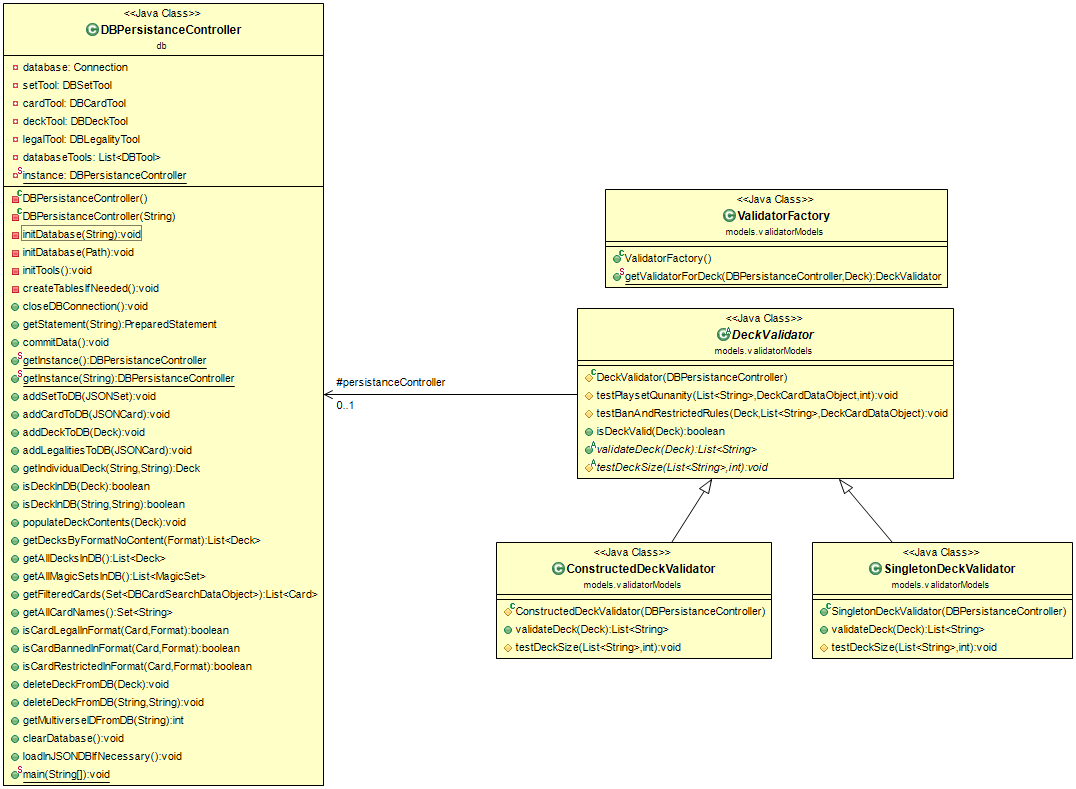 <<Java Class>>
DBPersistanceController
db
database: Connection
setTool: DBSetTool
cardTool: DBCardTool
deckTool: DBDeckTool
legalTool: DBLegalityTool
databaseTools: List<DBTool>
instance: DBPersistanceController
DBPersistanceController()
DBPersistanceController(String)
initDatabase(String):void
initDatabase(Path):void
initTools():void
createTablesIfNeeded():void
closeDBConnection():void
getStatement(String):PreparedStatement
commitData():void
getInstance():DBPersistanceController
getInstance(String):DBPersistanceController
addSetToDB(JSONSet):void
addCardToDB(JSONCard):void
addDeckToDB(Deck):void
addLegalitiesToDB(JSONCard):void
getIndividualDeck(String,String):Deck
isDeckInDB(Deck):boolean
isDeckInDB(String,String):boolean
populateDeckContents(Deck):void
getDecksByFormatNoContent(Format):List<Deck>
getAllDecksInDB():List<Deck>
getAllMagicSetsInDB():List<MagicSet>
getFilteredCards(Set<DBCardSearchDataObject>):List<Card>
getAllCardNames():Set<String>
isCardLegalInFormat(Card,Format):boolean
isCardBannedInFormat(Card,Format):boolean
isCardRestrictedInFormat(Card,Format):boolean
deleteDeckFromDB(Deck):void
deleteDeckFromDB(String,String):void
getMultiverseIDFromDB(String):int
clearDatabase():void
loadInJSONDBIfNecessary():void
main(String[]):void
#persistanceController
0..1
<<Java Class>>
ValidatorFactory
models.validatorModels
ValidatorFactory()
getValidatorForDeck(DBPersistanceController,Deck):DeckValidator
<<Java Class>>
DeckValidator
models.validatorModels
DeckValidator(DBPersistanceController)
testPlaysetQunanity(List<String>,DeckCardDataObject,int):void
testBanAndRestrictedRules(Deck,List<String>,DeckCardDataObject):void
isDeckValid(Deck):boolean
validateDeck(Deck):List<String>
testDeckSize(List<String>,int):void
<<Java Class>>
ConstructedDeckValidator
models.validatorModels
ConstructedDeckValidator(DBPersistanceController)
validateDeck(Deck):List<String>
testDeckSize(List<String>,int):void
<<Java Class>>
SingletonDeckValidator
models.validatorModels
SingletonDeckValidator(DBPersistanceController)
validateDeck(Deck):List<String>
testDeckSize(List<String>,int):void